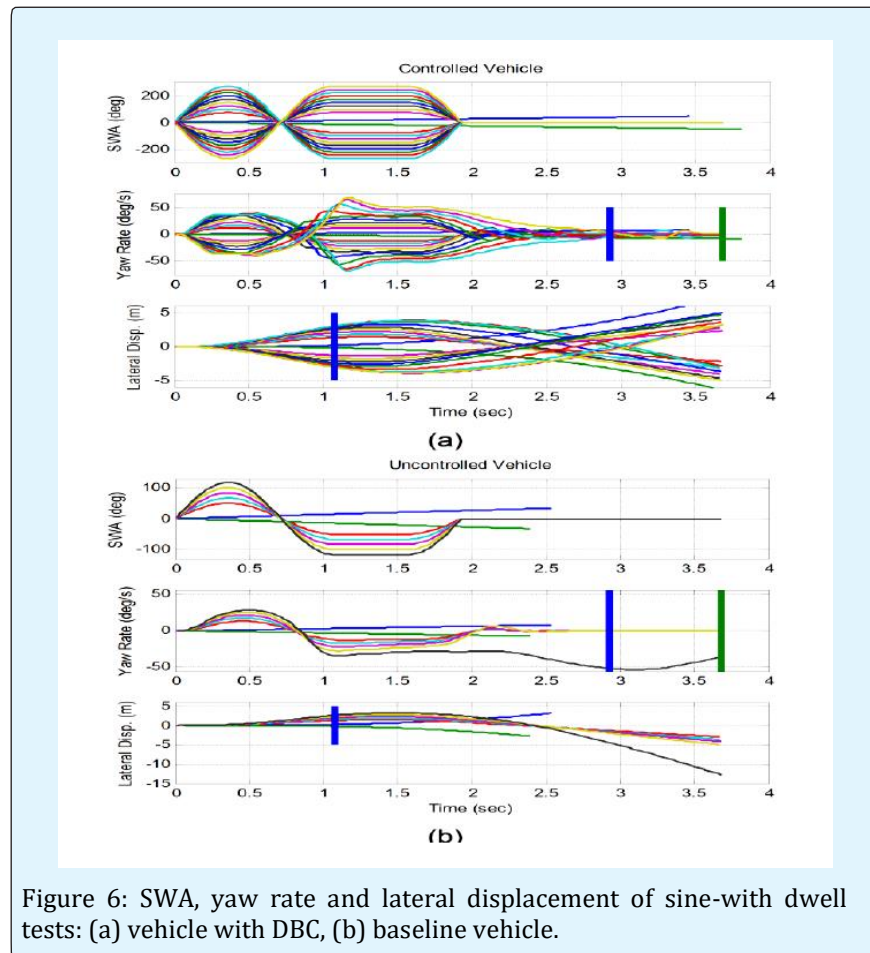 Controlled Vehicle
SWA (deg)
200
0
-200
0 0.5 1 1.5 2 2.5 3 3.5 4
Yaw Rate (deg/s)
50
0
-50
0 0.5 1 1.5 2 2.5 3 3.5 4
Lateral Disp. (m)
5
0
-5
0 0.5 1 1.5 2 2.5 3 3.5 4
Time (sec)
(a)
Uncontrolled Vehicle
SWA (deg)
100
0
-100
0 0.5 1 1.5 2 2.5 3 3.5 4
Yaw Rate (deg/s)
50
0
-50
0 0.5 1 1.5 2 2.5 3 3.5 4
Lateral Disp. (m)
5
0
-5
-10
-15
0 0.5 1 1.5 2 2.5 3 3.5 4
Time (sec)
(b)
Figure 6: SWA, yaw rate and lateral displacement of sine-with dwell
tests: (a) vehicle with DBC, (b) baseline vehicle.